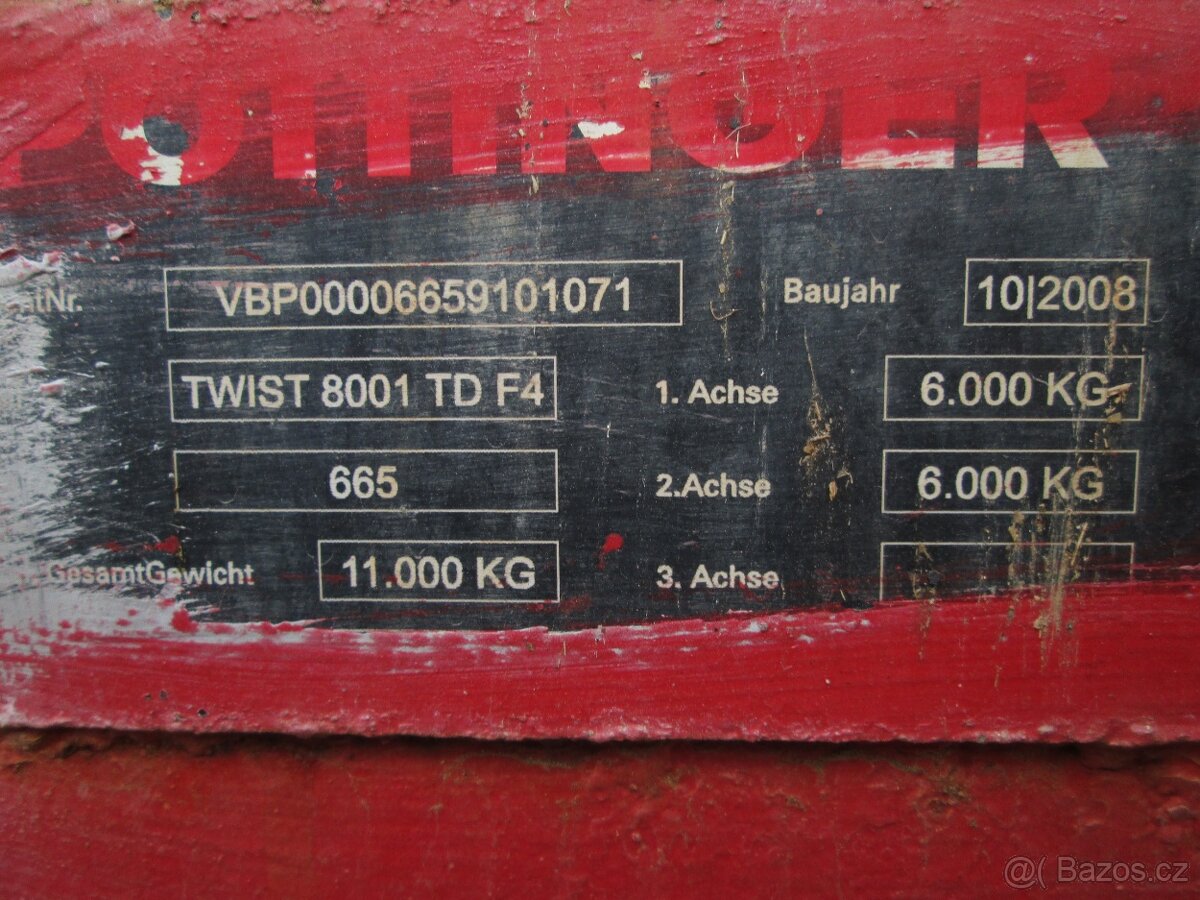 PÖTTINGER
VBP00006659101071 Baujahr 10|2008
TWIST 8001 TD F4 1. Achse 6.000 KG
665 2.Achse 6.000 KG
GesamtGewicht 11.000 KG 3. Achse
@( Bazos.cz